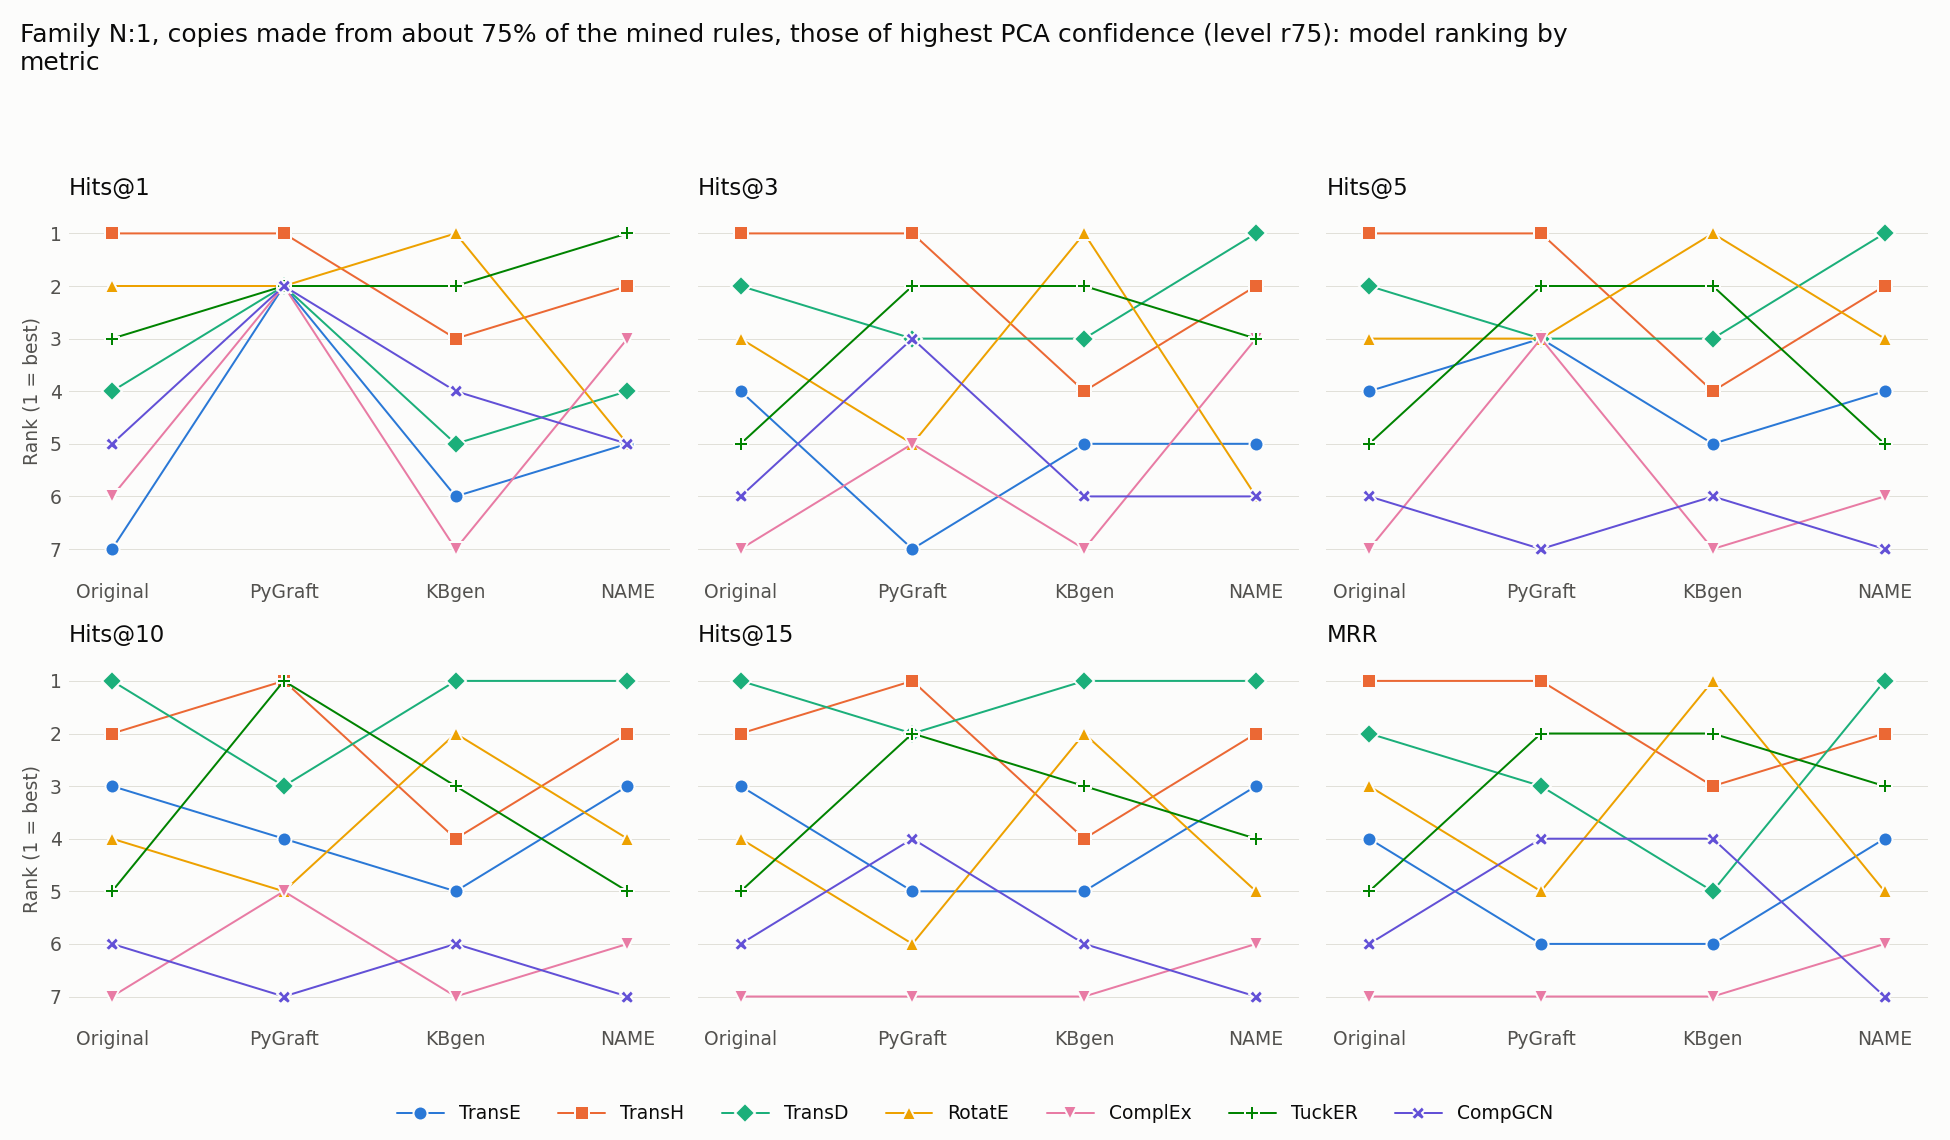 Family N:1, copies made from about 75% of the mined rules, those of highest PCA confidence (level r75): model ranking by
metric
Hits@1
Hits@3
Hits@5
Rank (1 = best)
1
2
3
4
5
6
7
Original
PyGraft
KBgen
NAME
Original
PyGraft
KBgen
NAME
Original
PyGraft
KBgen
NAME
Hits@10
Hits@15
MRR
Rank (1 = best)
1
2
3
4
5
6
7
Original
PyGraft
KBgen
NAME
Original
PyGraft
KBgen
NAME
Original
PyGraft
KBgen
NAME
TransE
TransH
TransD
RotatE
ComplEx
TuckER
CompGCN